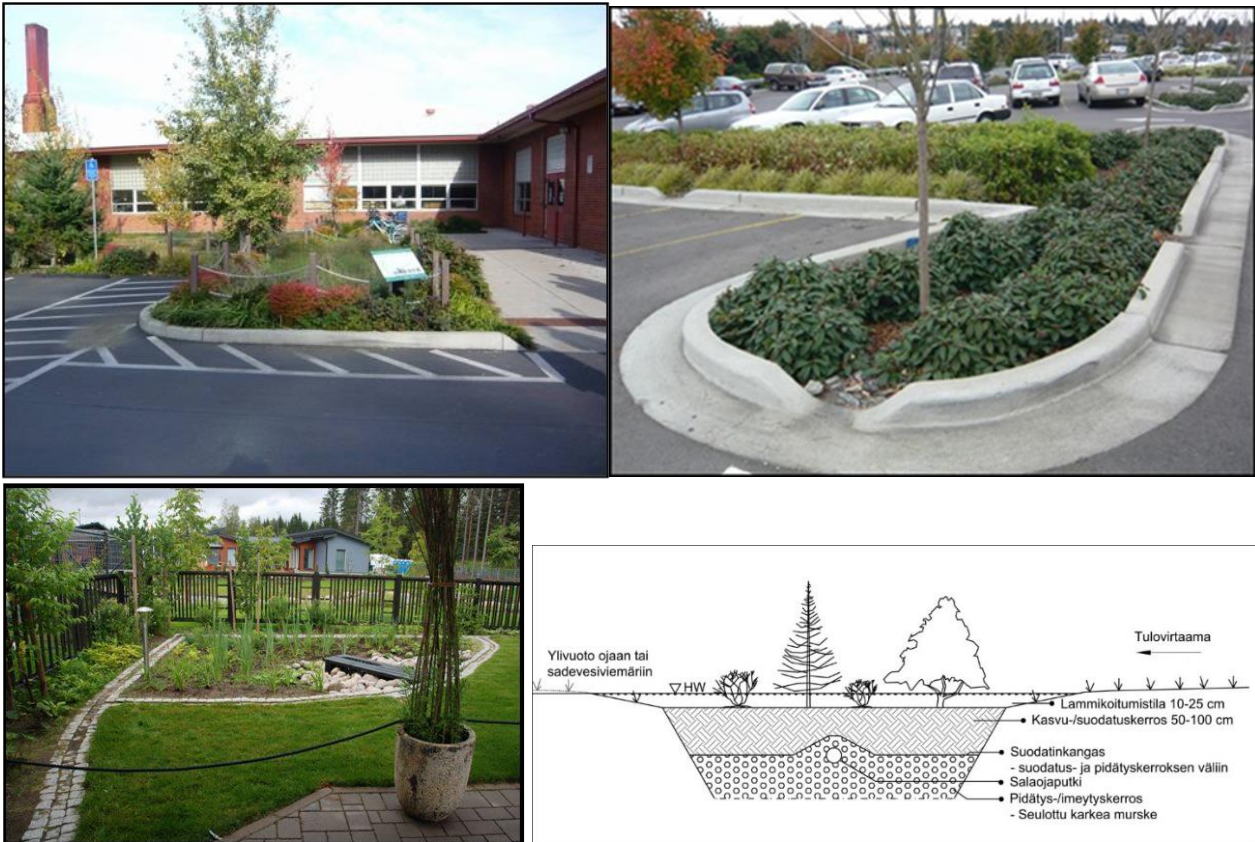 Ylivuoto ojaan tai
sadevesiviemäriin
HW
Tulovirtaama
Lammikoitumistila 10-25 cm
Kasvu-/suodatuskerros 50-100 cm
Suodatinkangas
- suodatus- ja pidätyskerroksen väliin
Salaojaputki
Pidätys-/imeytyskerros
- Seulottu karkea murske